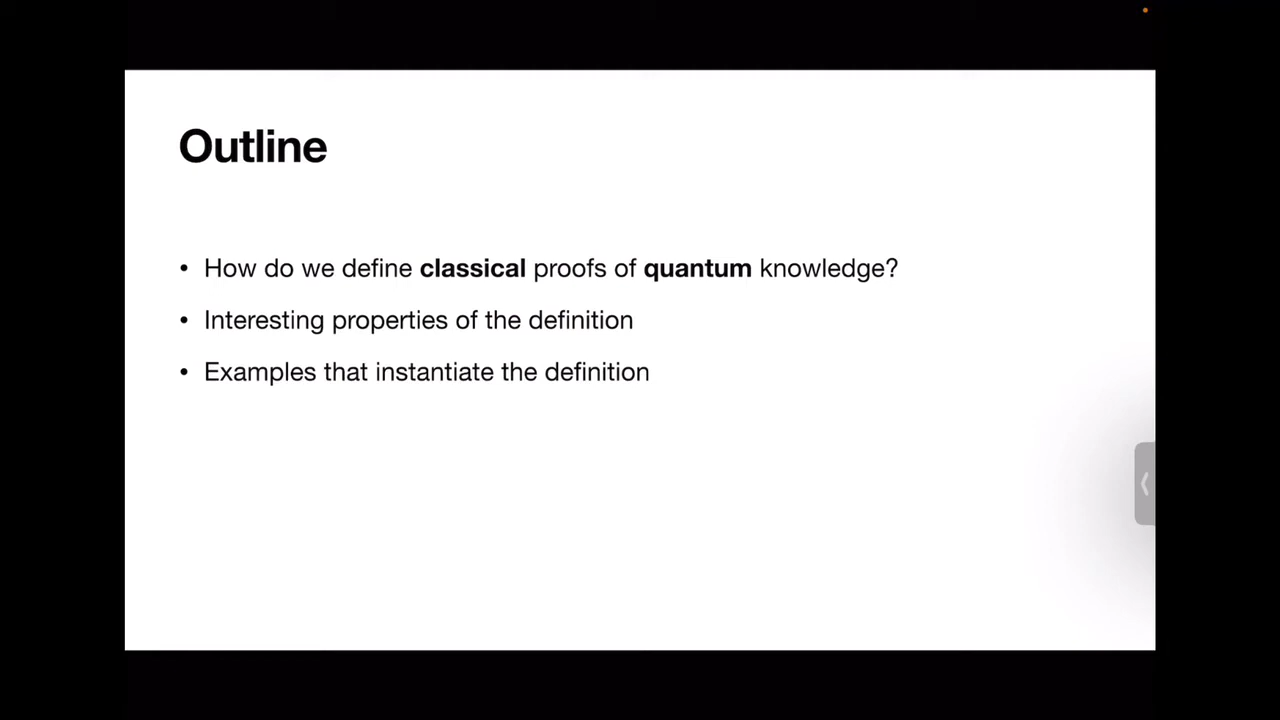 Outline
• How do we define classical proofs of quantum knowledge?
• Interesting properties of the definition
• Examples that instantiate the definition